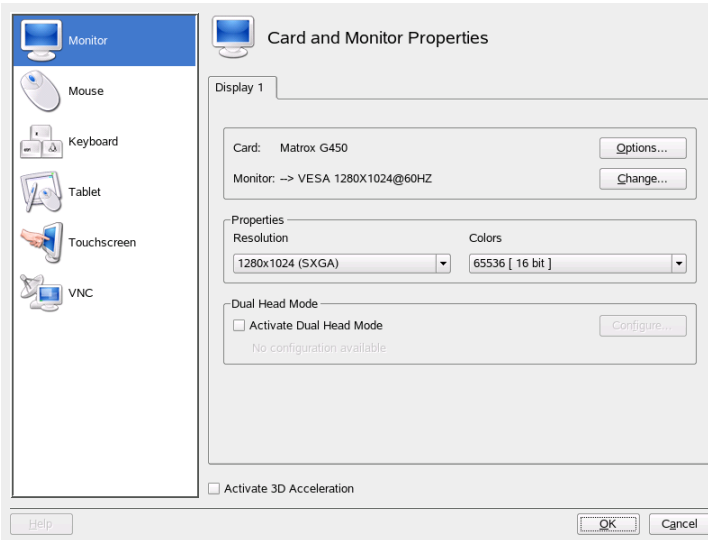 Monitor
Mouse
Keyboard
Tablet
Touchscreen
VNC
Card and Monitor Properties
Display 1
Card: Matrox G450
Options...
Monitor: --> VESA 1280X1024@60HZ
Change...
Properties
Resolution
Colors
1280x1024 (SXGA)
65536 [ 16 bit ]
Dual Head Mode
Activate Dual Head Mode
Configure...
No configuration available
Activate 3D Acceleration
Help
OK
Cancel